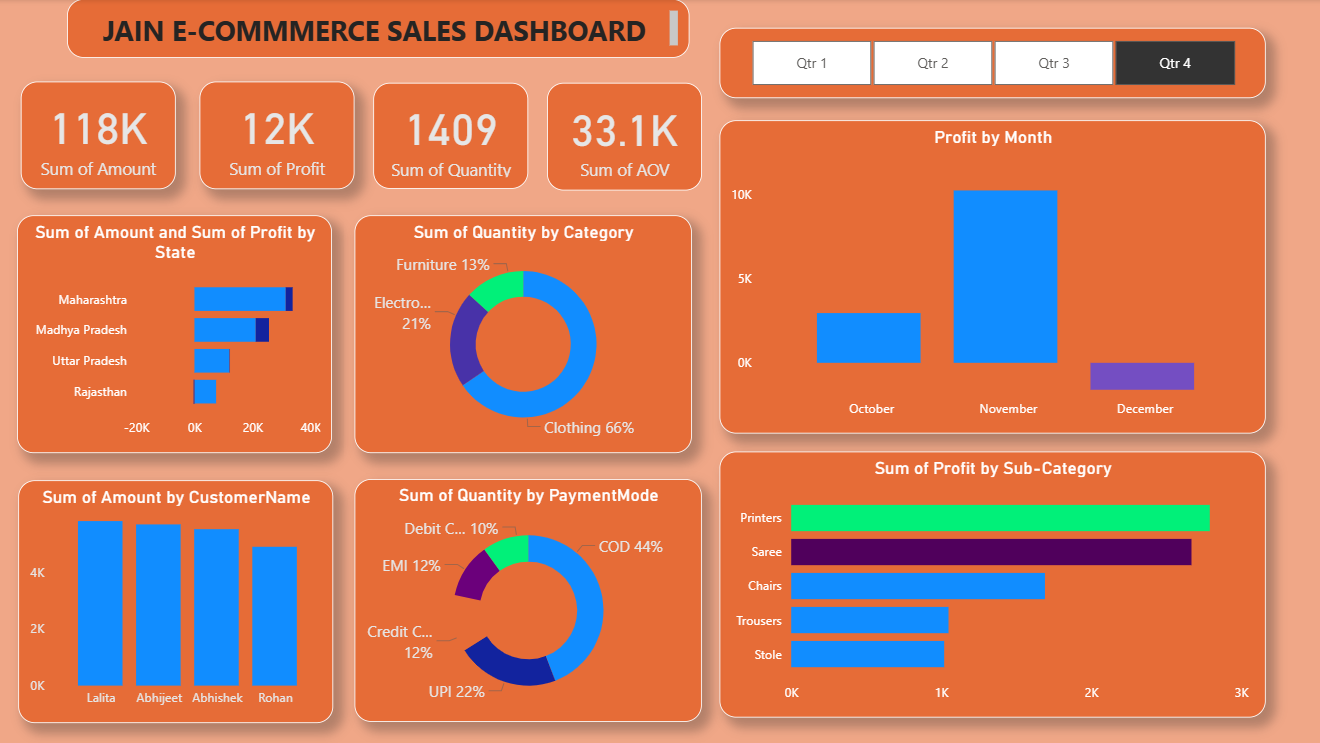 JAIN E-COMMMERCE SALES DASHBOARD
Qtr 1
Qtr 2
Qtr 3
Qtr 4
118K
Sum of Amount
12K
Sum of Profit
1409
Sum of Quantity
33.1K
Sum of AOV
Profit by Month
10K
5K
0K
October
November
December
Sum of Amount and Sum of Profit by
State
Maharashtra
Madhya Pradesh
Uttar Pradesh
Rajasthan
-20K
0K
20K
40K
Sum of Quantity by Category
Furniture 13%
Electro...
21%
Clothing 66%
Sum of Amount by CustomerName
4K
2K
0K
Lalita
Abhijeet
Abhishek
Rohan
Sum of Quantity by PaymentMode
Debit C... 10%
COD 44%
EMI 12%
Credit C...
12%
UPI 22%
Sum of Profit by Sub-Category
Printers
Saree
Chairs
Trousers
Stole
0K
1K
2K
3K